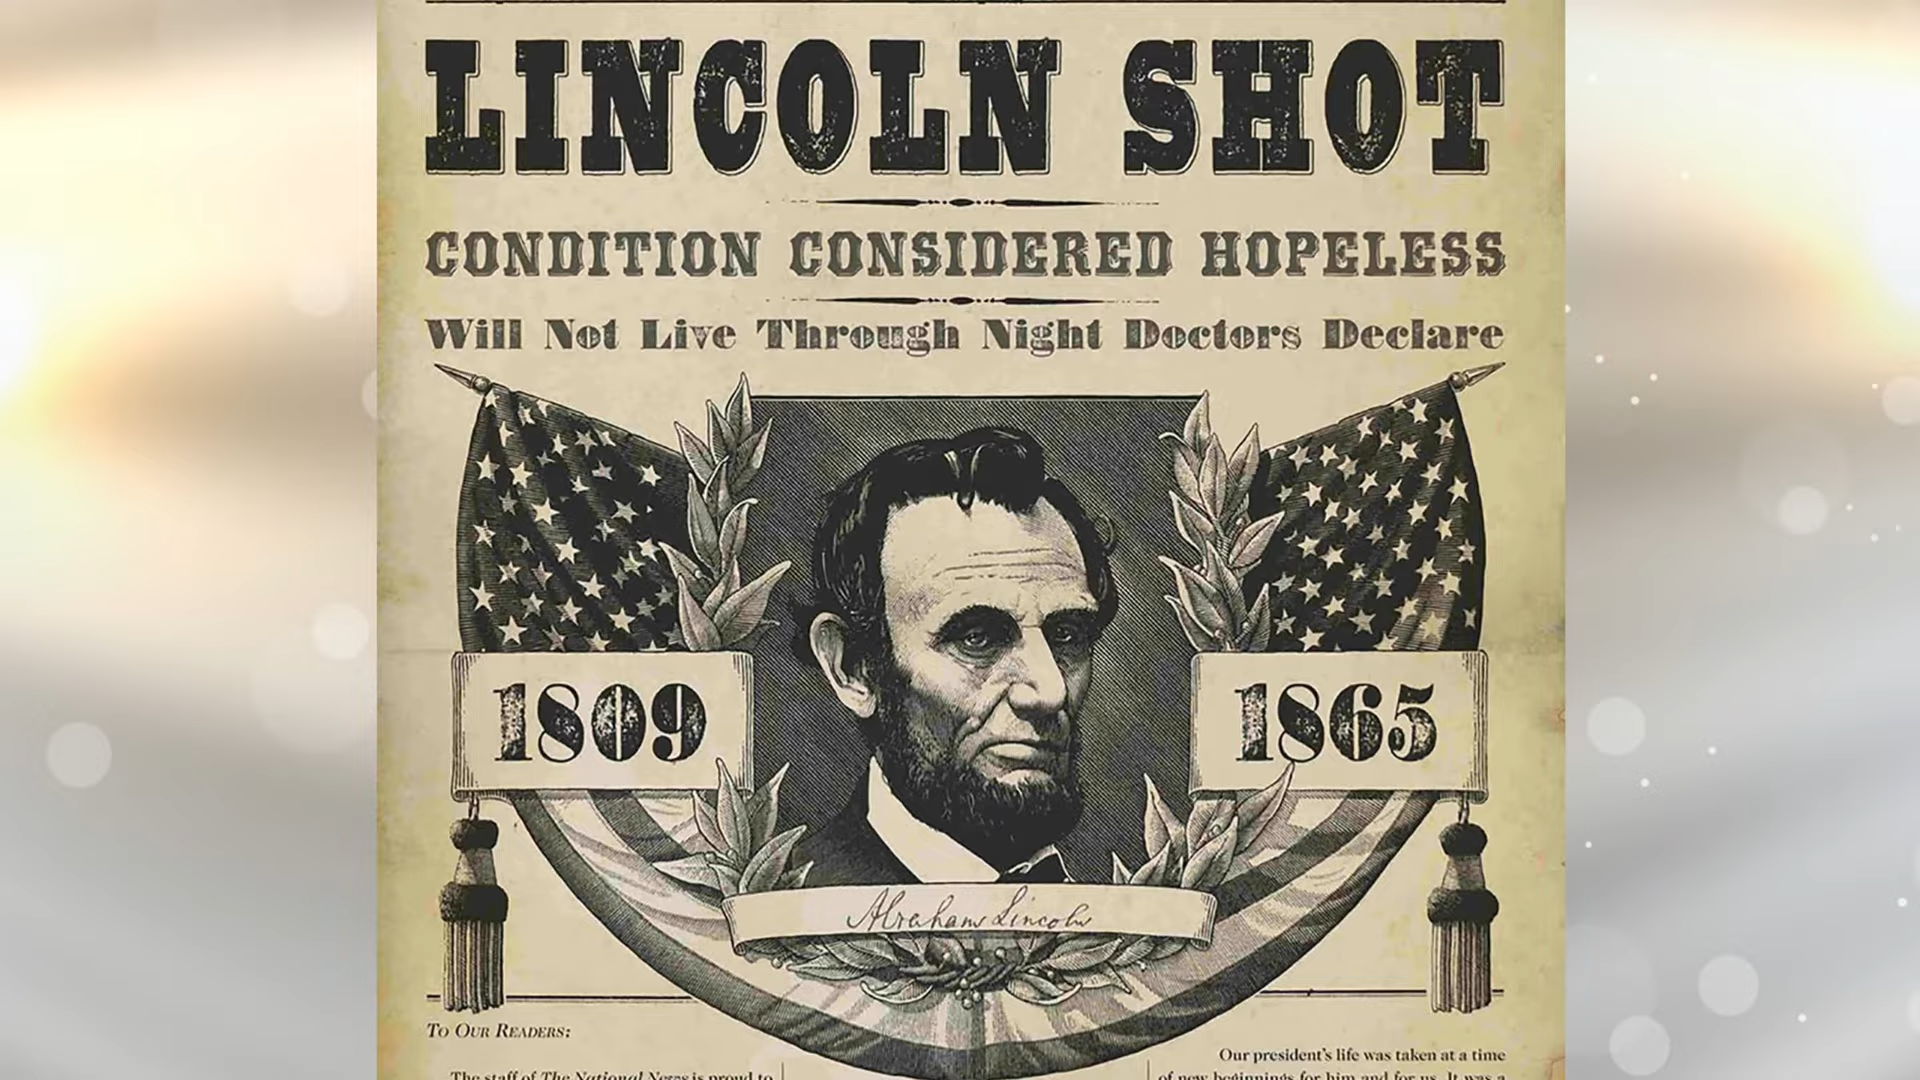 LINCOLN SHOT
CONDITION CONSIDERED HOPELESS
Will Not Live Through Night Doctors Declare
1809
1865
Abraham Lincoln
TO OUR READERS:
The staff of The National News is proud to
Our president's life was taken at a time
of new beginnings for him and for us. It was a